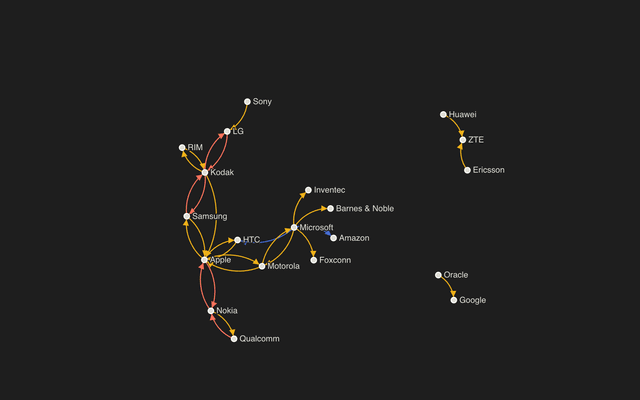 Sony
Huawei
LG
ZTE
RIM
Kodak
Ericsson
Inventec
Barnes & Noble
Samsung
Microsoft
HTC
Amazon
Apple
Foxconn
Motorola
Oracle
Google
Nokia
Qualcomm